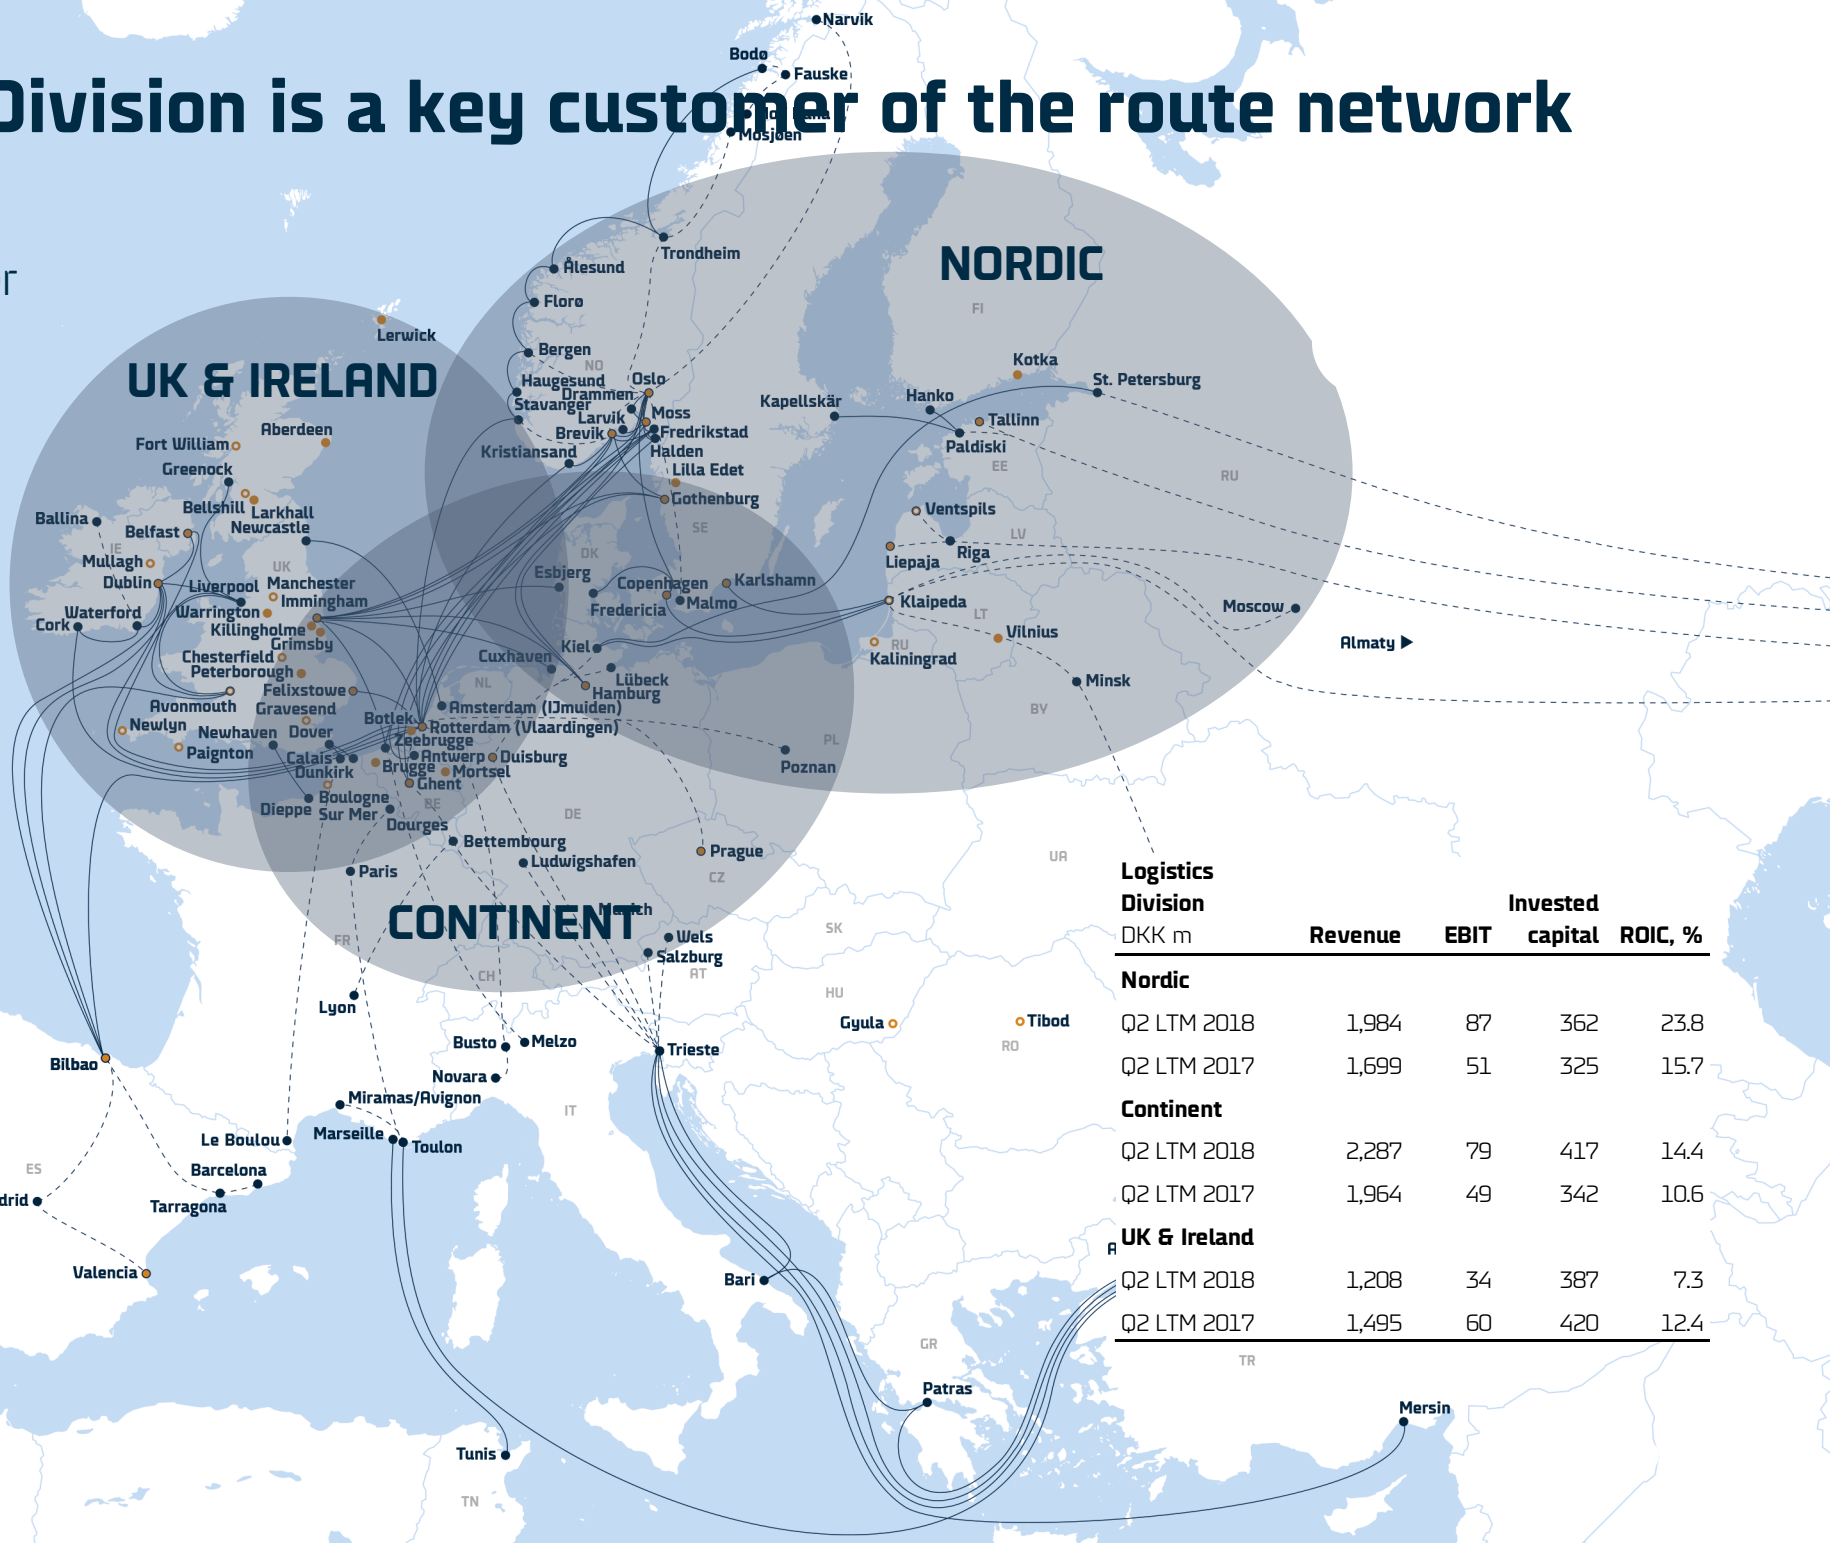 Division is a key customer of the route network
r
Narvik
Bodø
Fauske
Mosjøen
Trondheim
Ålesund
Florø
Bergen
NORDIC
FI
NO
Lerwick
UK & IRELAND
Haugesund
Oslo
Drammen
Stavanger
Larvik
Moss
Brevik
Fredrikstad
Halden
Kristiansand
Lilla Edet
Gothenburg
Kotka
St. Petersburg
Kapellskär
Hanko
Tallinn
Paldiski
EE
RU
Fort William
Aberdeen
Greenock
Bellshill
Larkhall
Newcastle
Ballina
Belfast
IE
Mullagh
UK
Dublin
Liverpool
Manchester
Immingham
Warrington
Waterford
Cork
Killingholme
Grimsby
Chesterfield
Peterborough
Felixstowe
Avonmouth
Gravesend
Newlyn
Newhaven
Dover
Paignton
Calais
Dunkirk
Dieppe
Boulogne
Sur Mer
Dourges
SE
DK
Esbjerg
Copenhagen
Karlshamn
Fredericia
Malmo
Ventspils
LV
Riga
Liepaja
Klaipeda
LT
Moscow
Almaty
RU
Vilnius
Kaliningrad
Minsk
BY
Kiel
Cuxhaven
Lübeck
Hamburg
NL
Amsterdam (IJmuiden)
Botlek
Rotterdam (Vlaardingen)
Zeebrugge
Antwerp
Duisburg
Brugge
Mortsel
Ghent
BE
DE
PL
Poznan
Bettembourg
Ludwigshafen
Prague
CZ
Paris
CONTINENT
Munich
FR
Wels
Salzburg
AT
CH
SK
HU
UA
Lyon
Gyula
Tibod
RO
Busto
Melzo
Trieste
Novara
Bilbao
Miramas/Avignon
IT
Marseille
Toulon
Le Boulou
Barcelona
Tarragona
ES
drid
Valencia
Bari
A
GR
TR
Patras
Mersin
Tunis
TN
Logistics
Division Invested
DKK m Revenue EBIT capital ROIC, %
Nordic
Q2 LTM 2018 1,984 87 362 23.8
Q2 LTM 2017 1,699 51 325 15.7
Continent
Q2 LTM 2018 2,287 79 417 14.4
Q2 LTM 2017 1,964 49 342 10.6
UK & Ireland
Q2 LTM 2018 1,208 34 387 7.3
Q2 LTM 2017 1,495 60 420 12.4